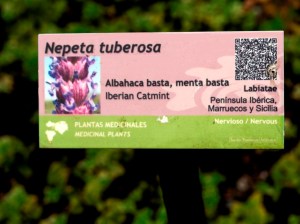 Nepeta tuberosa
Albahaca basta, menta basta
Iberian Catmint
Labiatae
Península Ibérica,
Marruecos y Sicilia
PLANTAS MEDICINALES
MEDICINAL PLANTS
Nervioso / Nervous